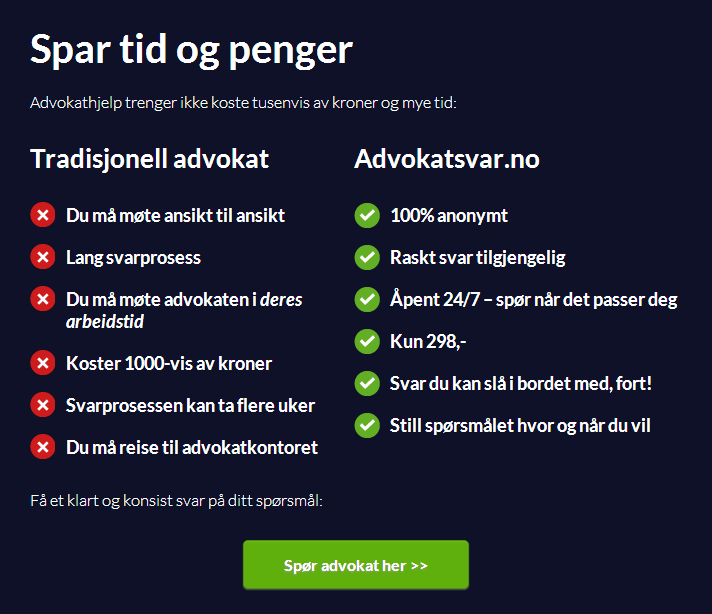 Spar tid og penger
Advokathjelp trenger ikke koste tusenvis av kroner og mye tid:
Tradisjonell advokat
Du må møte ansikt til ansikt
Lang svarprosess
Du må møte advokaten i deres
arbeidstid
Koster 1000-vis av kroner
Svarprosessen kan ta flere uker
Du må reise til advokatkontoret
Advokatsvar.no
100% anonymt
Raskt svar tilgjengelig
Åpent 24/7 – spør når det passer deg
Kun 298,-
Svar du kan slå i bordet med, fort!
Still spørsmålet hvor og når du vil
Få et klart og konsist svar på ditt spørsmål:
Spør advokat her >>